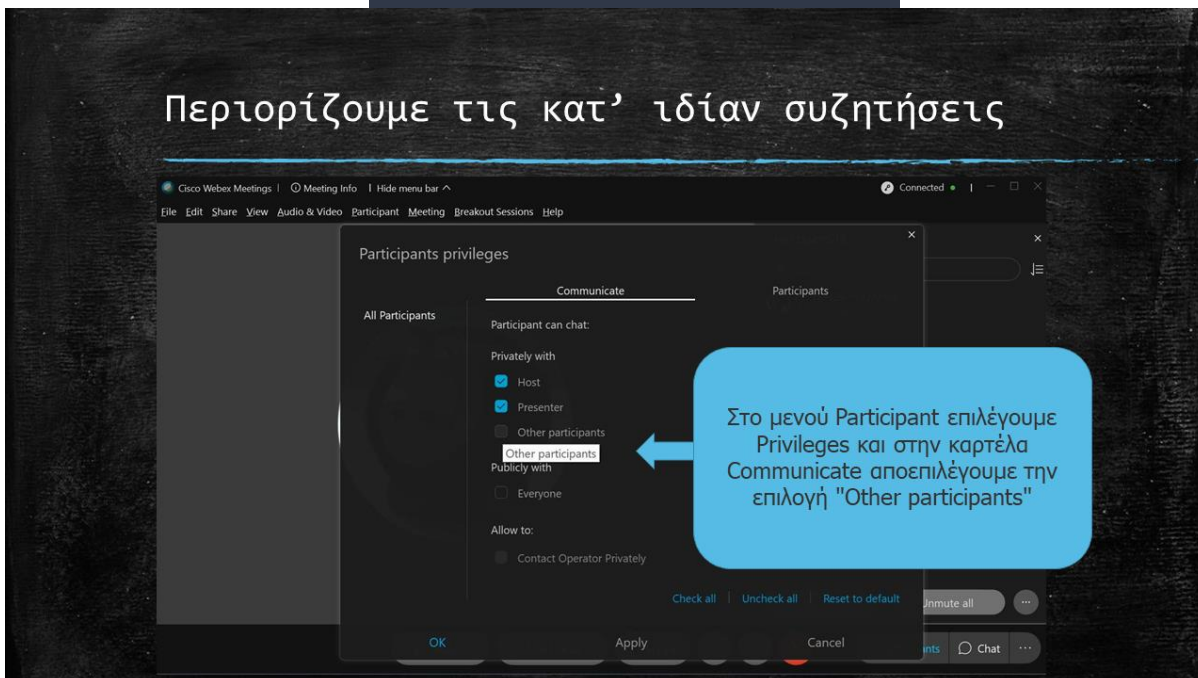 Περιορίζουμε τις κατ’ ιδίαν συζητήσεις
Cisco Webex Meetings | Meeting Info | Hide menu bar
Connected
File Edit Share View Audio & Video Participant Meeting Breakout Sessions Help
Participants privileges
Communicate Participants
All Participants
Participant can chat:
Privately with
Host
Presenter
Other participants
Other participants
Publicly with
Everyone
Allow to:
Contact Operator Privately
Στο μενού Participant επιλέγουμε
Privileges και στην καρτέλα
Communicate αποεπιλέγουμε την
επιλογή "Other participants"
Check all | Uncheck all | Reset to default
Unmute all
OK Apply Cancel
Chat